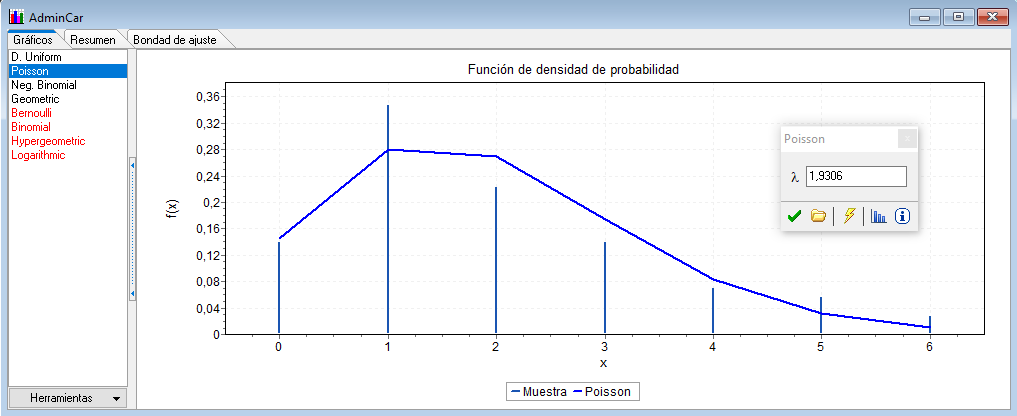 AdminCar
Gráficos Resumen Bondad de ajuste
D. Uniform
Poisson
Neg. Binomial
Geometric
Bernoulli
Binomial
Hypergeometric
Logarithmic
Herramientas
Función de densidad de probabilidad
f(x)
0,36
0,32
0,28
0,24
0,2
0,16
0,12
0,08
0,04
0
0 1 2 3 4 5 6
x
Muestra Poisson
Poisson
λ 1,9306